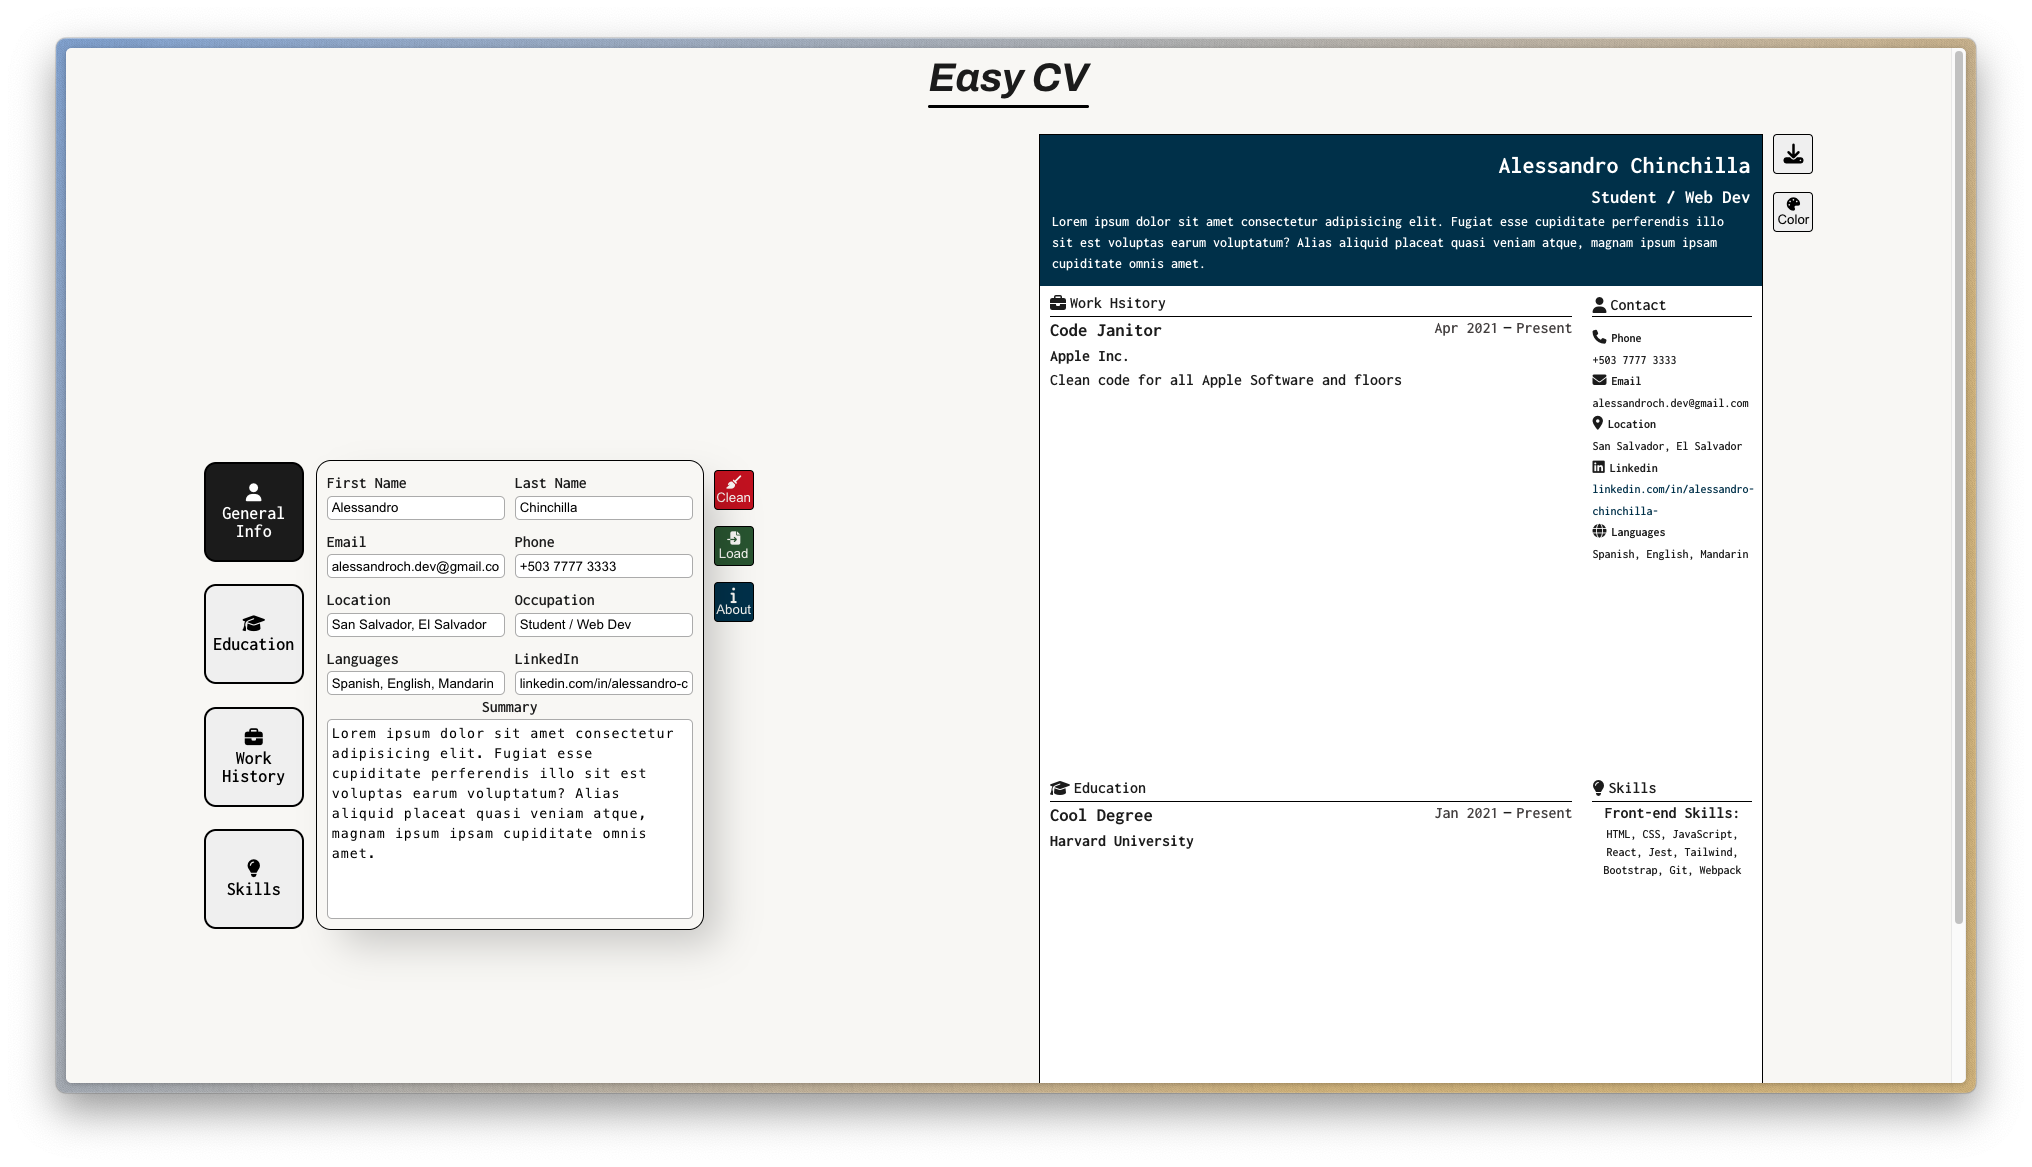 Easy CV
General
Info
Education
Work
History
Skills
First Name
Last Name
Alessandro
Chinchilla
Email
Phone
alessandroch.dev@gmail.co
+503 7777 3333
Location
Occupation
San Salvador, El Salvador
Student / Web Dev
Languages
LinkedIn
Spanish, English, Mandarin
linkedin.com/in/alessandro-c
Summary
Lorem ipsum dolor sit amet consectetur
adipisicing elit. Fugiat esse
cupiditate perferendis illo sit est
voluptas earum voluptatum? Alias
aliquid placeat quasi veniam atque,
magnam ipsum ipsam cupiditate omnis
amet.
Clean
Load
About
Alessandro Chinchilla
Student / Web Dev
Lorem ipsum dolor sit amet consectetur adipisicing elit. Fugiat esse cupiditate perferendis illo
sit est voluptas earum voluptatum? Alias aliquid placeat quasi veniam atque, magnam ipsum ipsam
cupiditate omnis amet.
Work Hsitory
Code Janitor
Apr 2021 – Present
Apple Inc.
Clean code for all Apple Software and floors
Contact
Phone
+503 7777 3333
Email
alessandroch.dev@gmail.com
Location
San Salvador, El Salvador
Linkedin
linkedin.com/in/alessandro-
chinchilla-
Languages
Spanish, English, Mandarin
Education
Cool Degree
Jan 2021 – Present
Harvard University
Skills
Front-end Skills:
HTML, CSS, JavaScript,
React, Jest, Tailwind,
Bootstrap, Git, Webpack
Color